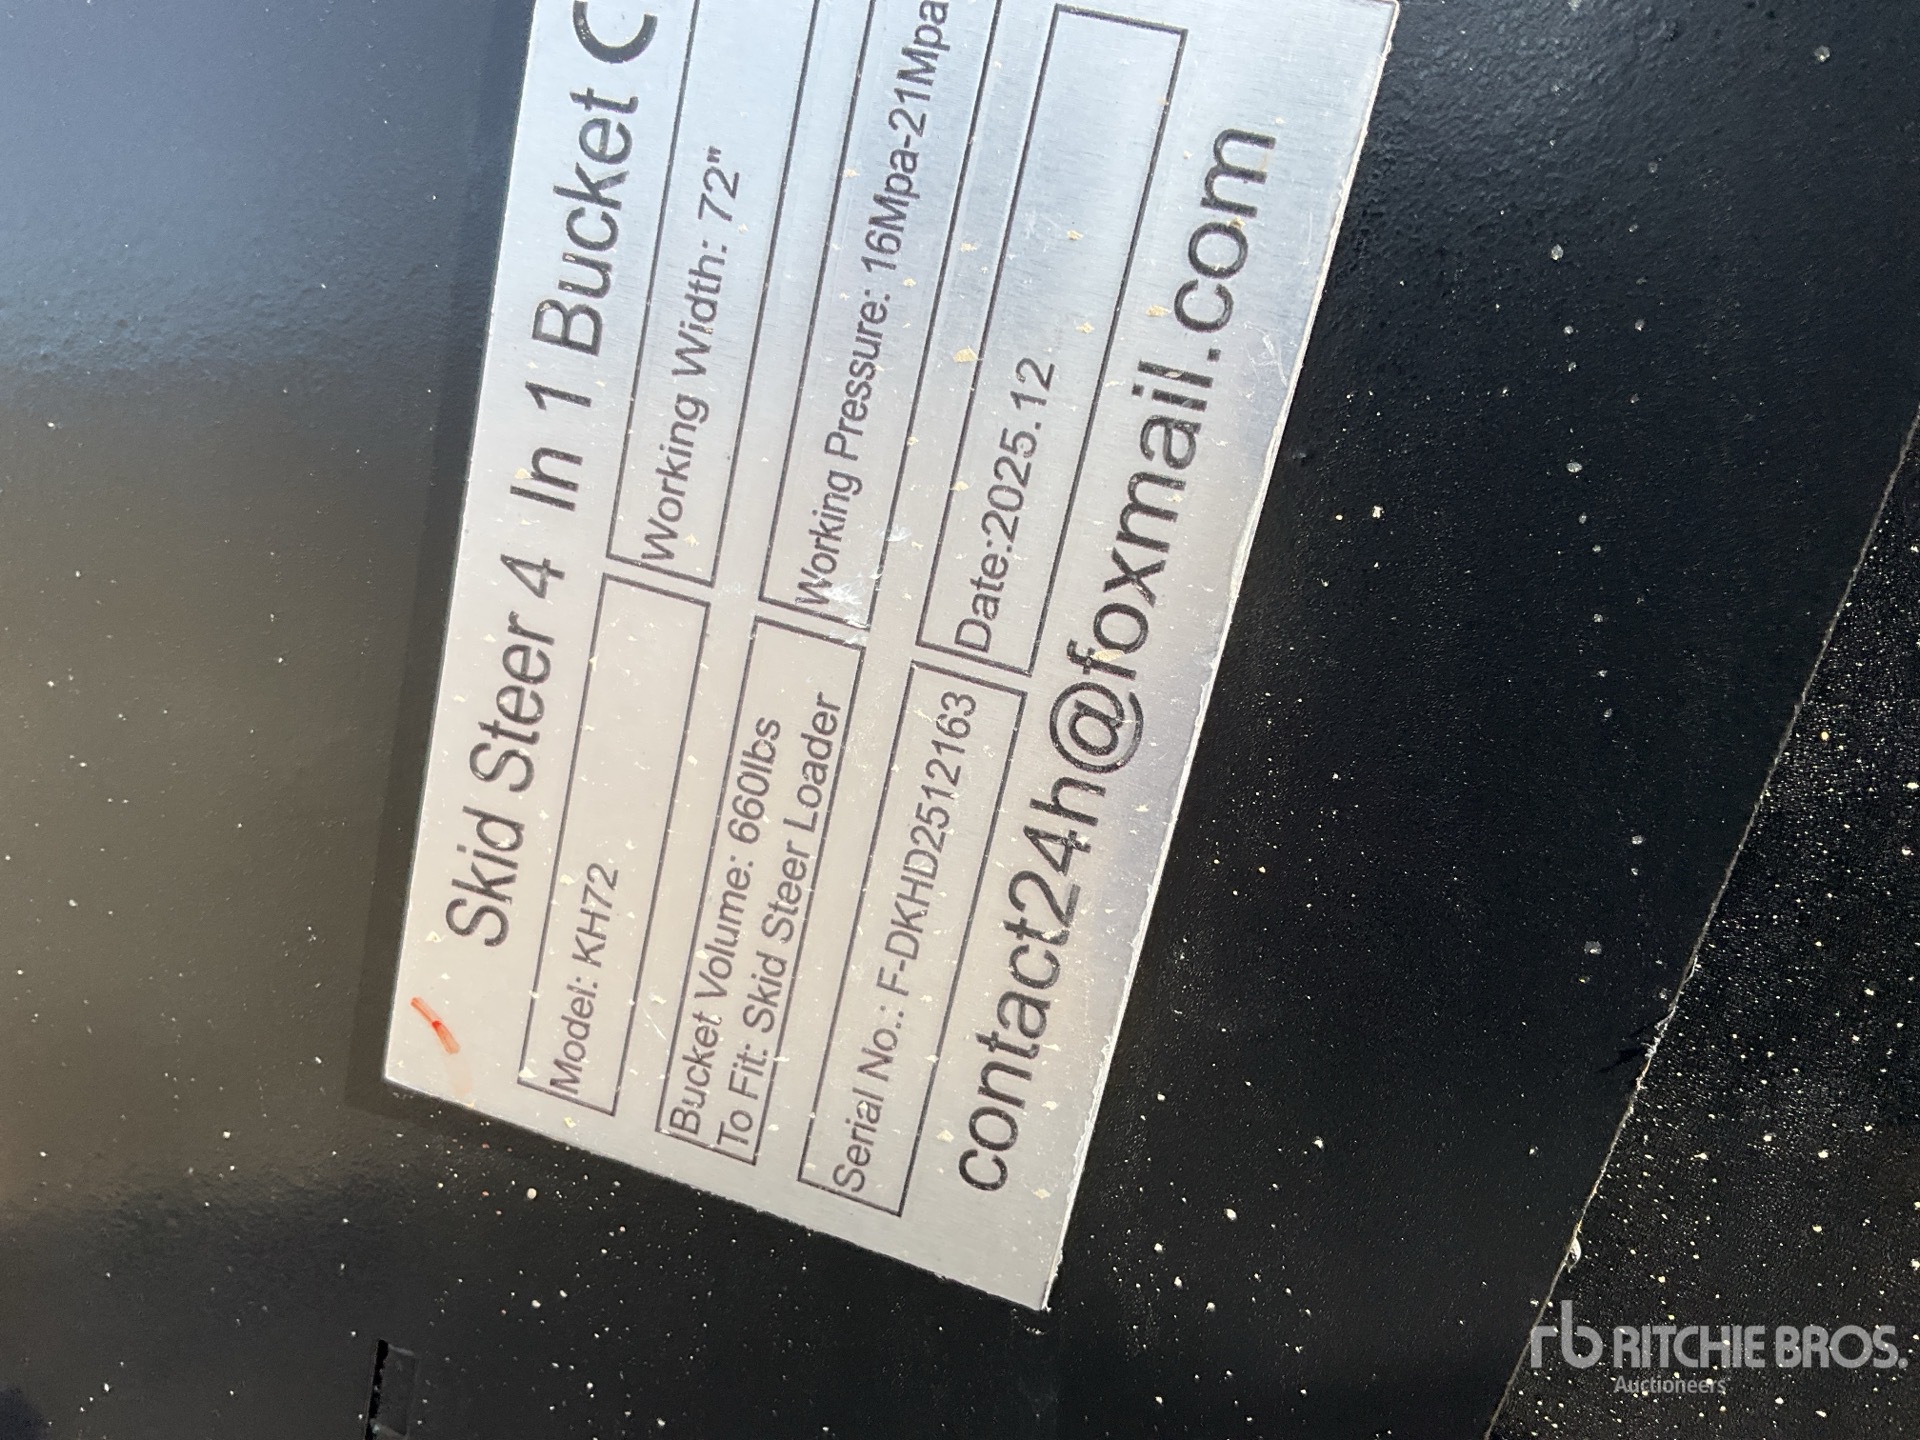 Skid Steer 4 In 1 Bucket
Model: KH72
Working Width: 72"
Bucket Volume: 660lbs
To Fit: Skid Steer Loader
Working Pressure: 16Mpa-21Mpa
Serial No.: F-DKHD2512163
Date:2025.12
contact24h@foxmail.com
rb RITCHIE BROS.
Auctioneers